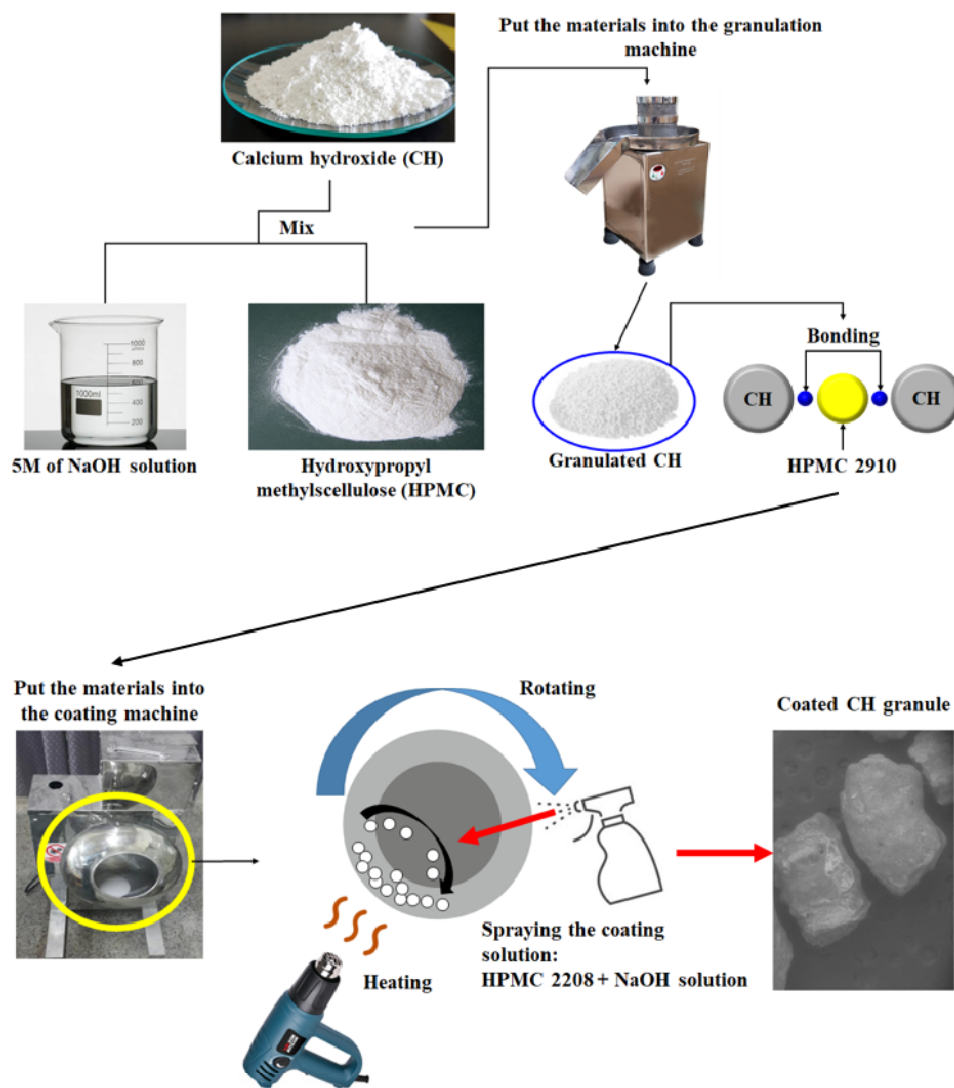 Put the materials into the granulation
machine
Calcium hydroxide (CH)
Mix
1000
800
600
400
200
1000ml
5M of NaOH solution
Hydroxypropyl
methylscellulose (HPMC)
Granulated CH
Bonding
CH
CH
HPMC 2910
Put the materials into
the coating machine
Rotating
Coated CH granule
Heating
Spraying the coating
solution:
HPMC 2208 + NaOH solution